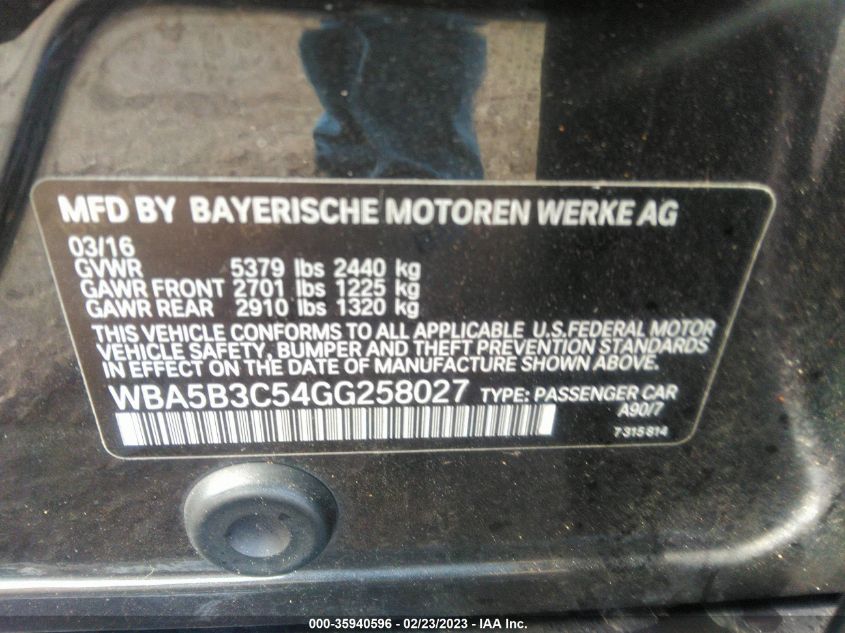 MFD BY BAYERISCHE MOTOREN WERKE AG
03/16
GVWR 5379 lbs 2440 kg
GAWR FRONT 2701 lbs 1225 kg
GAWR REAR 2910 lbs 1320 kg
THIS VEHICLE CONFORMS TO ALL APPLICABLE U.S.FEDERAL MOTOR
VEHICLE SAFETY, BUMPER AND THEFT PREVENTION STANDARDS
IN EFFECT ON THE DATE OF MANUFACTURE SHOWN ABOVE.
WBA5B3C54GG258027 TYPE: PASSENGER CAR
A90/7
7315814
000-35940596 - 02/23/2023 - IAA Inc.